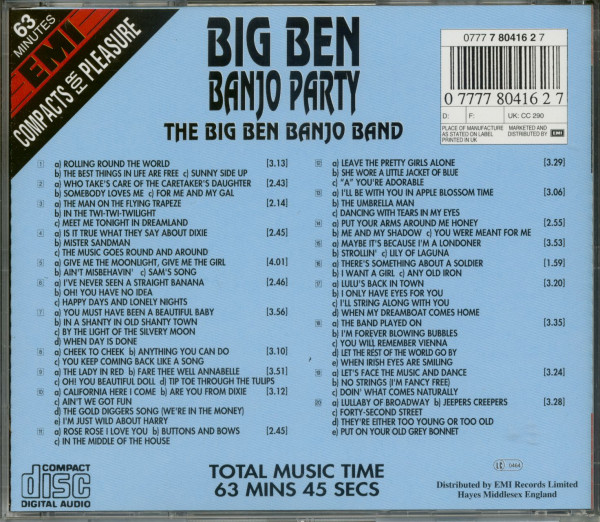 63
MINUTES
EMI
COMPACTS FOR PLEASURE
BIG BEN
BANJO PARTY
THE BIG BEN BANJO BAND
0777 7 80416 2 7
0 77777 80416 2 7
D: F: UK: CC 290
PLACE OF MANUFACTURE
AS STATED ON LABEL
PRINTED IN UK
MARKETED AND
DISTRIBUTED BY EMI
1 a) ROLLING ROUND THE WORLD [3.13]
b) THE BEST THINGS IN LIFE ARE FREE c) SUNNY SIDE UP
2 a) WHO TAKE'S CARE OF THE CARETAKER'S DAUGHTER [2.43]
b) SOMEBODY LOVES ME c) FOR ME AND MY GAL
3 a) THE MAN ON THE FLYING TRAPEZE [2.14]
b) IN THE TWI-TWI-TWILIGHT
c) MEET ME TONIGHT IN DREAMLAND
4 a) IS IT TRUE WHAT THEY SAY ABOUT DIXIE [2.45]
b) MISTER SANDMAN
c) THE MUSIC GOES ROUND AND AROUND
5 a) GIVE ME THE MOONLIGHT, GIVE ME THE GIRL [4.01]
b) AIN'T MISBEHAVIN' c) SAM'S SONG
6 a) I'VE NEVER SEEN A STRAIGHT BANANA [2.46]
b) OH! YOU HAVE NO IDEA
c) HAPPY DAYS AND LONELY NIGHTS
7 a) YOU MUST HAVE BEEN A BEAUTIFUL BABY [3.56]
b) IN A SHANTY IN OLD SHANTY TOWN
c) BY THE LIGHT OF THE SILVERY MOON
d) WHEN DAY IS DONE
8 a) CHEEK TO CHEEK b) ANYTHING YOU CAN DO [3.10]
c) YOU KEEP COMING BACK LIKE A SONG
9 a) THE LADY IN RED b) FARE THEE WELL ANNABELLE [3.51]
c) OH! YOU BEAUTIFUL DOLL d) TIP TOE THROUGH THE TULIPS
10 a) CALIFORNIA HERE I COME b) ARE YOU FROM DIXIE [3.12]
c) AIN'T WE GOT FUN
d) THE GOLD DIGGERS SONG (WE'RE IN THE MONEY)
e) I'M JUST WILD ABOUT HARRY
11 a) ROSE ROSE I LOVE YOU b) BUTTONS AND BOWS [2.45]
c) IN THE MIDDLE OF THE HOUSE
12 a) LEAVE THE PRETTY GIRLS ALONE [3.29]
b) SHE WORE A LITTLE JACKET OF BLUE
c) "A" YOU'RE ADORABLE
13 a) I'LL BE WITH YOU IN APPLE BLOSSOM TIME [3.06]
b) THE UMBRELLA MAN
c) DANCING WITH TEARS IN MY EYES
14 a) PUT YOUR ARMS AROUND ME HONEY [2.55]
b) ME AND MY SHADOW c) YOU WERE MEANT FOR ME
15 a) MAYBE IT'S BECAUSE I'M A LONDONER [3.53]
b) STROLLIN' c) LILY OF LAGUNA
16 a) THERE'S SOMETHING ABOUT A SOLDIER [1.59]
b) I WANT A GIRL c) ANY OLD IRON
17 a) LULU'S BACK IN TOWN [3.20]
b) I ONLY HAVE EYES FOR YOU
c) I'LL STRING ALONG WITH YOU
d) WHEN MY DREAMBOAT COMES HOME
18 a) THE BAND PLAYED ON [3.35]
b) I'M FOREVER BLOWING BUBBLES
c) YOU WILL REMEMBER VIENNA
d) LET THE REST OF THE WORLD GO BY
e) WHEN IRISH EYES ARE SMILING
19 a) LET'S FACE THE MUSIC AND DANCE [3.24]
b) NO STRINGS (I'M FANCY FREE)
c) DOIN' WHAT COMES NATURALLY
20 a) LULLABY OF BROADWAY b) JEEPERS CREEPERS [3.28]
c) FORTY-SECOND STREET
d) THEY'RE EITHER TOO YOUNG OR TOO OLD
e) PUT ON YOUR OLD GREY BONNET
COMPACT
disc
DIGITAL AUDIO
TOTAL MUSIC TIME
63 MINS 45 SECS
LC 0464
Distributed by EMI Records Limited
Hayes Middlesex England